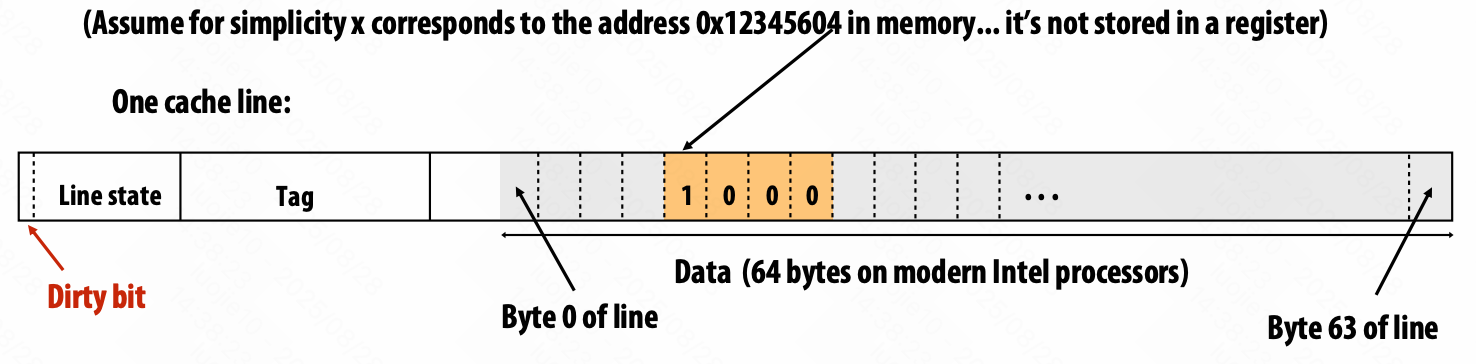 (Assume for simplicity x corresponds to the address 0x12345604 in memory... it's not stored in a register)
One cache line:
Line state
Tag
1 0 0 0
...
Data (64 bytes on modern Intel processors)
Dirty bit
Byte 0 of line
Byte 63 of line